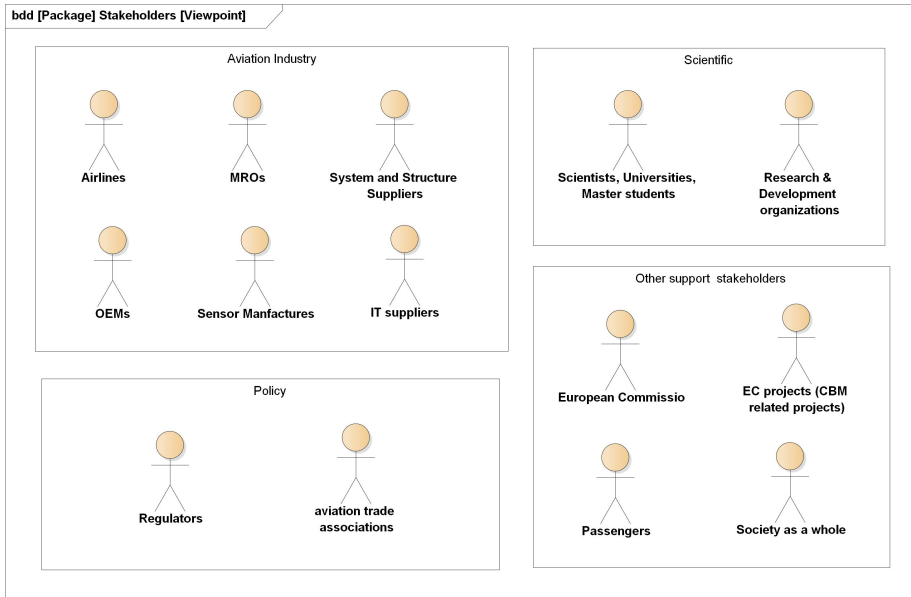 bdd [Package] Stakeholders [Viewpoint]
Aviation Industry
Airlines
MROs
System and Structure
Suppliers
OEMs
Sensor Manfactures
IT suppliers
Scientific
Scientists, Universities,
Master students
Research &
Development
organizations
Other support  stakeholders
European Commissio
EC projects (CBM
related projects)
Passengers
Society as a whole
Policy
Regulators
aviation trade
associations